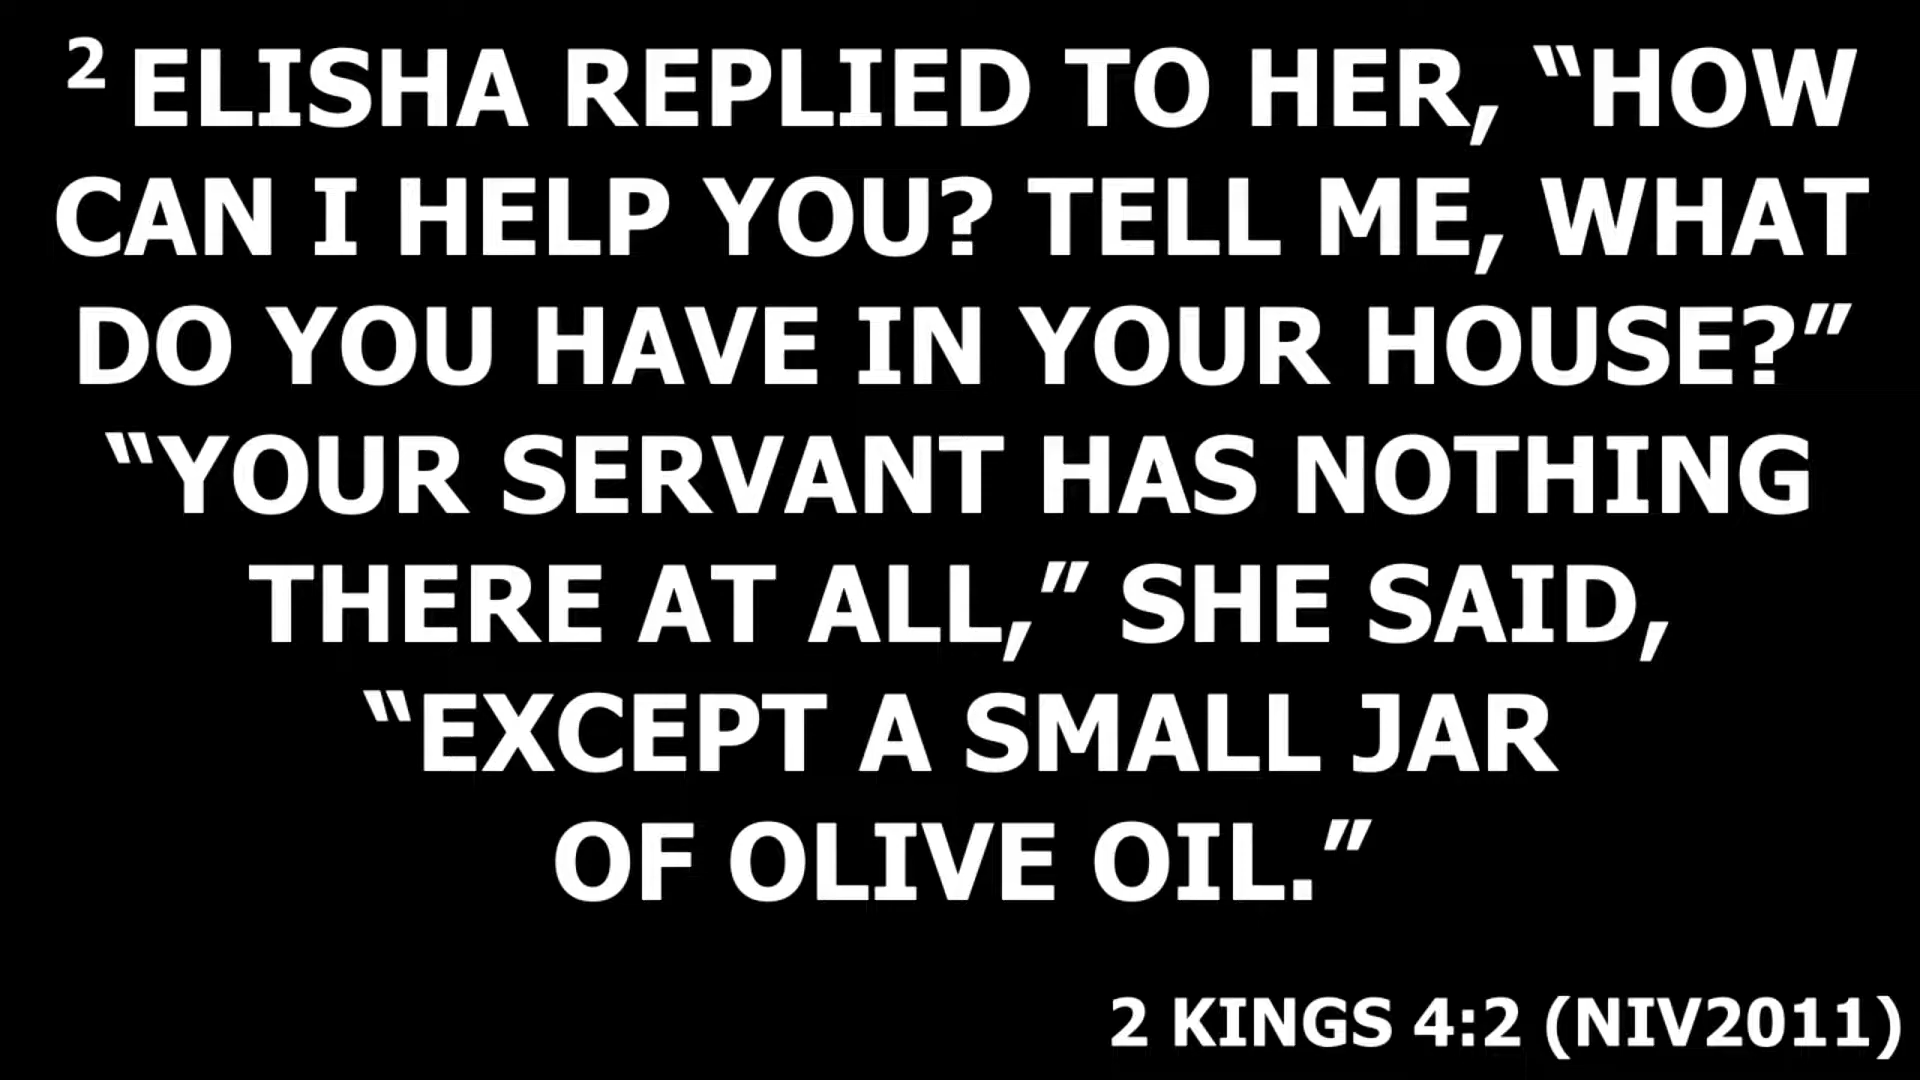 2 ELISHA REPLIED TO HER, “HOW
CAN I HELP YOU? TELL ME, WHAT
DO YOU HAVE IN YOUR HOUSE?”
“YOUR SERVANT HAS NOTHING
THERE AT ALL,” SHE SAID,
“EXCEPT A SMALL JAR
OF OLIVE OIL.”
2 KINGS 4:2 (NIV2011)